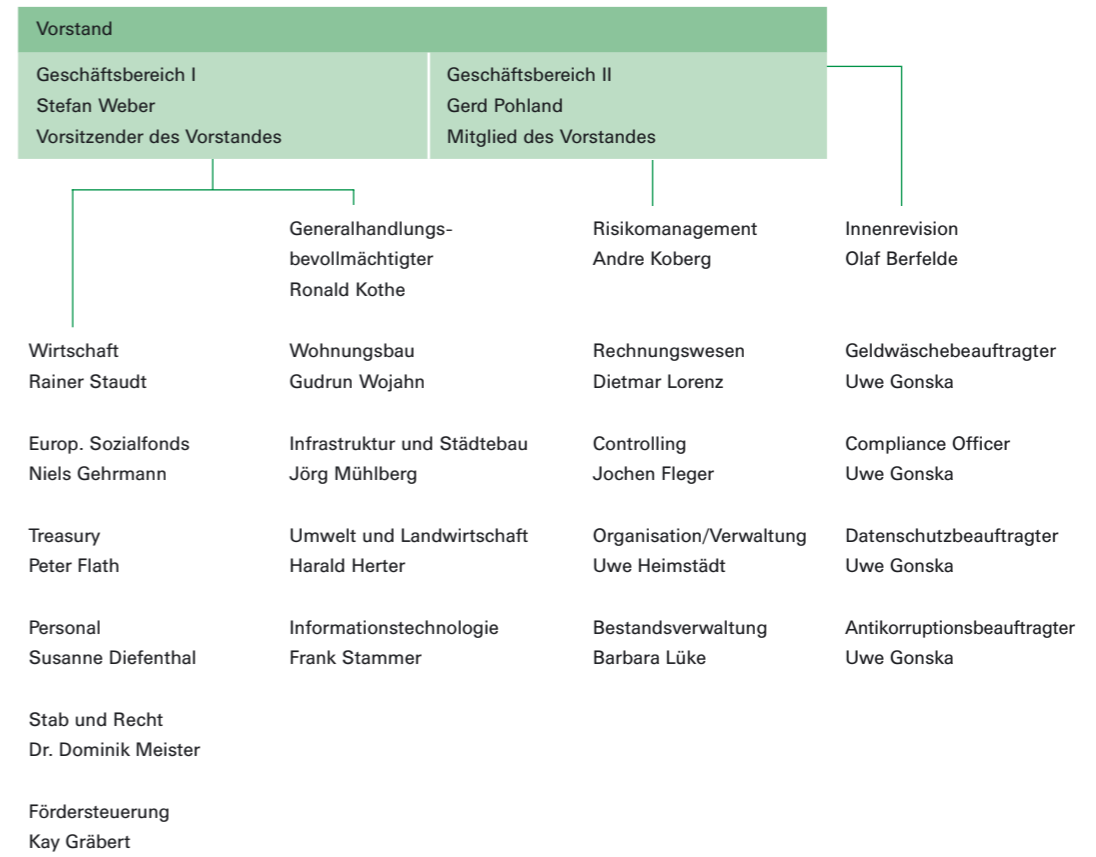 Vorstand
Geschäftsbereich I
Stefan Weber
Vorsitzender des Vorstandes
Geschäftsbereich II
Gerd Pohland
Mitglied des Vorstandes
Generalhandlungs-
bevollmächtigter
Ronald Kothe
Risikomanagement
Andre Koberg
Innenrevision
Olaf Berfelde
Wirtschaft
Rainer Staudt
Wohnungsbau
Gudrun Wojahn
Rechnungswesen
Dietmar Lorenz
Geldwäschebeauftragter
Uwe Gonska
Europ. Sozialfonds
Niels Gehrmann
Infrastruktur und Städtebau
Jörg Mühlberg
Controlling
Jochen Fleger
Compliance Officer
Uwe Gonska
Treasury
Peter Flath
Umwelt und Landwirtschaft
Harald Herter
Organisation/Verwaltung
Uwe Heimstädt
Datenschutzbeauftragter
Uwe Gonska
Personal
Susanne Diefenthal
Informationstechnologie
Frank Stammer
Bestandsverwaltung
Barbara Lüke
Antikorruptionsbeauftragter
Uwe Gonska
Stab und Recht
Dr. Dominik Meister
Fördersteuerung
Kay Gräbert